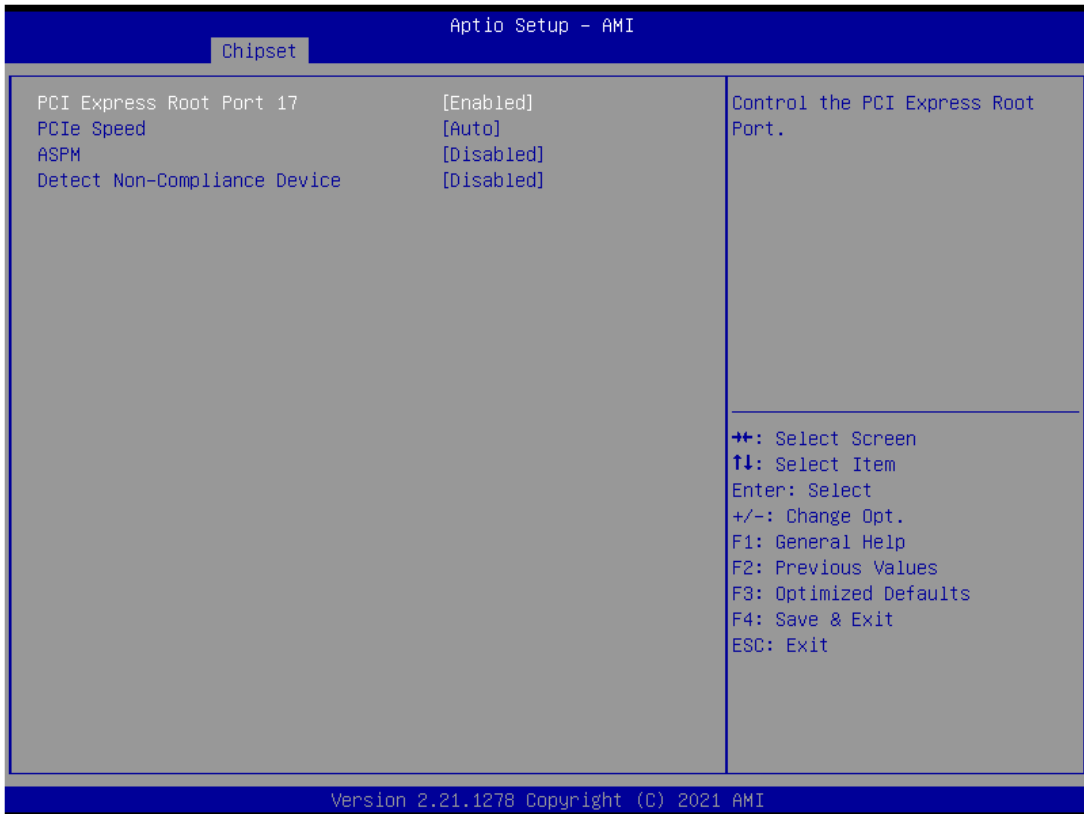 Aptio Setup – AMI
Chipset
PCI Express Root Port 17 [Enabled]
PCIe Speed [Auto]
ASPM [Disabled]
Detect Non-Compliance Device [Disabled]
Control the PCI Express Root
Port.
→←: Select Screen
↑↓: Select Item
Enter: Select
+/-: Change Opt.
F1: General Help
F2: Previous Values
F3: Optimized Defaults
F4: Save & Exit
ESC: Exit
Version 2.21.1278 Copyright (C) 2021 AMI